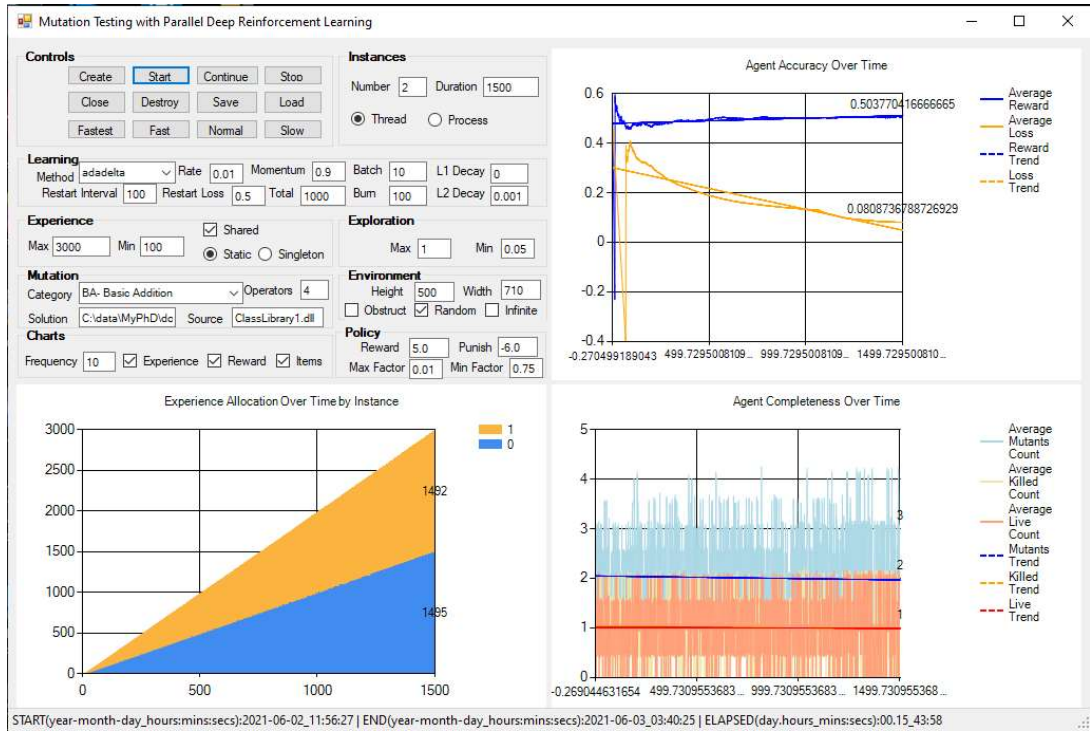 Mutation Testing with Parallel Deep Reinforcement Learning
Controls
Create Start Continue Stop
Close Destroy Save Load
Fastest Fast Normal Slow
Instances
Number 2 Duration 1500
Thread Process
Learning
Method adadelta Rate 0.01 Momentum 0.9 Batch 10 L1 Decay 0
Restart Interval 100 Restart Loss 0.5 Total 1000 Burn 100 L2 Decay 0.001
Experience
Shared
Max 3000 Min 100
Static Singleton
Exploration
Max 1 Min 0.05
Mutation
Category BA- Basic Addition Operators 4
Solution C:\data\MyPhD\dc Source ClassLibrary1.dll
Environment
Height 500 Width 710
Obstruct Random Infinite
Charts
Frequency 10 Experience Reward Items
Policy
Reward 5.0 Punish -6.0
Max Factor 0.01 Min Factor 0.75
Agent Accuracy Over Time
0.6
0.4
0.2
0
-0.2
-0.4
0.503770416666665
0.0808736788726929
-0.270499189043 499.7295008109... 999.7295008109... 1499.729500810...
Average
Reward
Average
Loss
Reward
Trend
Loss
Trend
Experience Allocation Over Time by Instance
3000
2500
2000
1500
1000
500
0
1492
1495
0 500 1000 1500
1
0
Agent Completeness Over Time
5
4
3
2
1
0
3
2
1
-0.269044631654 499.7309553683... 999.7309553683... 1499.730955368...
Average
Mutants
Count
Average
Killed
Count
Average
Live
Count
Mutants
Trend
Killed
Trend
Live
Trend
START(year-month-day_hours:mins:secs):2021-06-02_11:56:27 | END(year-month-day_hours:mins:secs):2021-06-03_03:40:25 | ELAPSED(day.hours_mins:secs):00.15_43:58